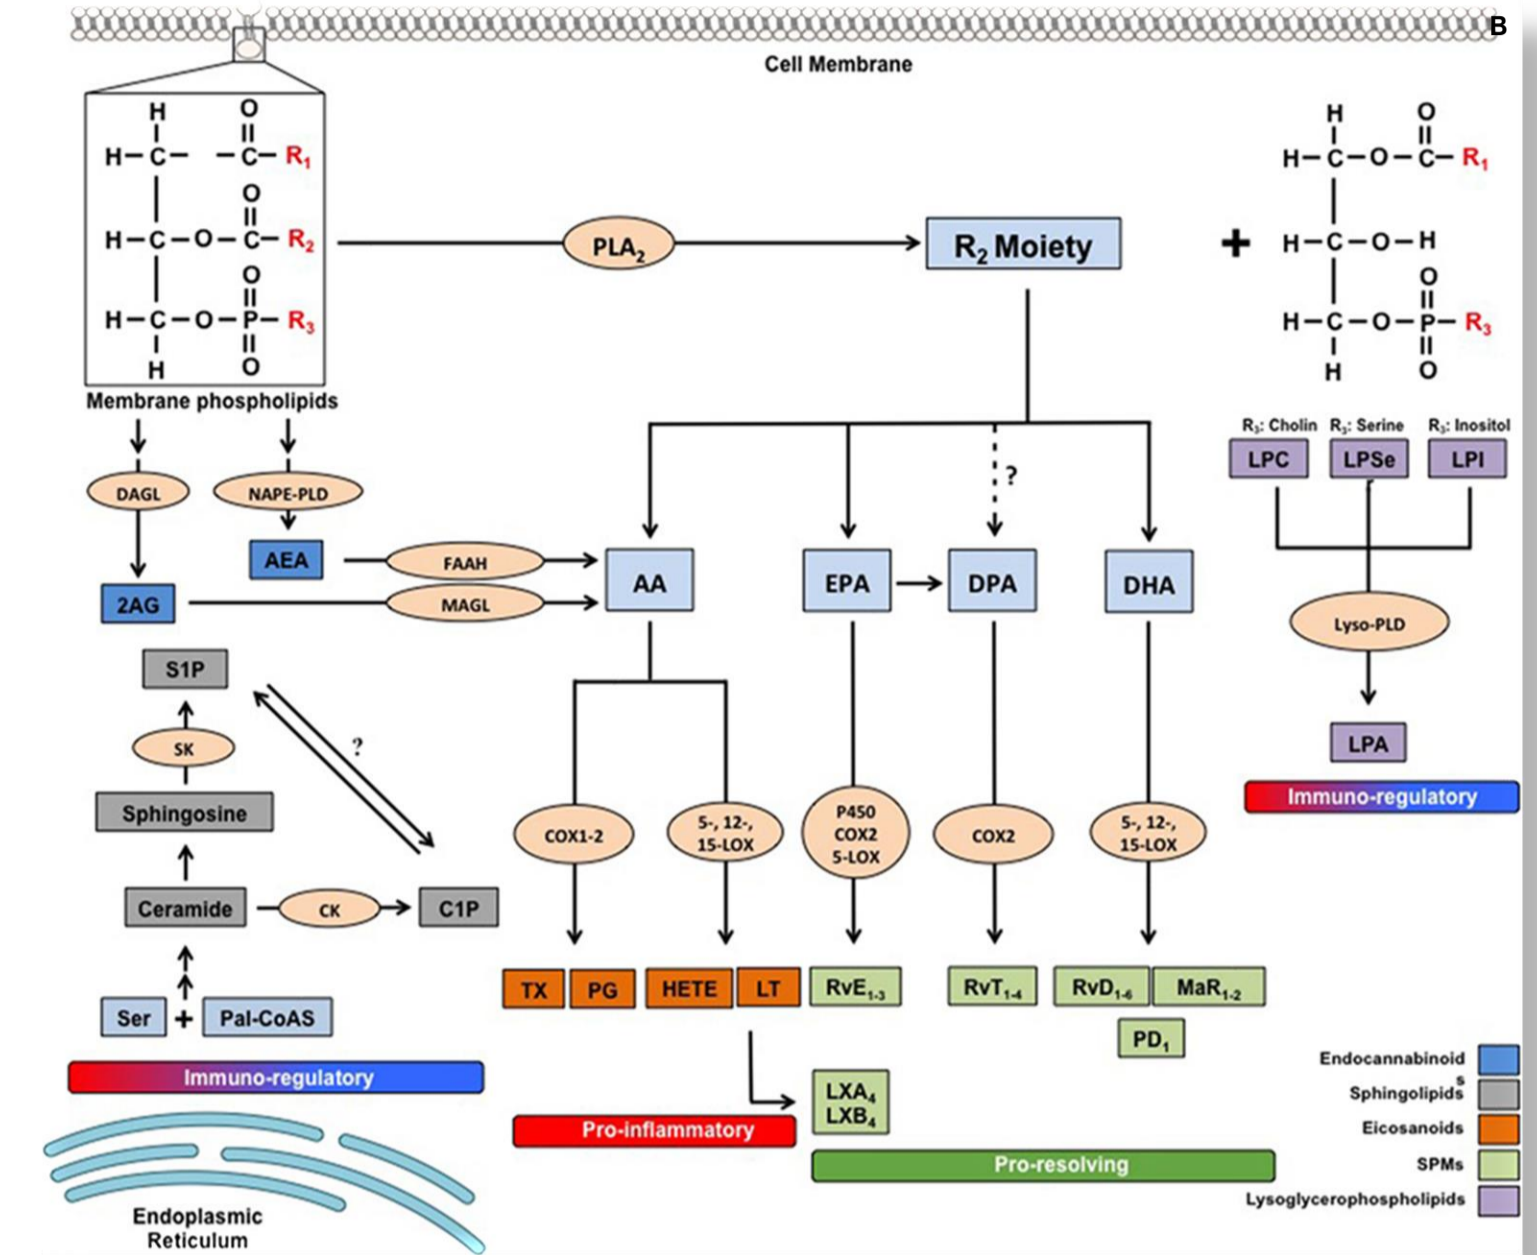 B
Cell Membrane
H O
H C C R1
O
H C O C R2
O
H C O P R3
H O
Membrane phospholipids
PLA2
R2 Moiety
+
H O
H C O C R1
H C O H
O
H C O P R3
H O
R3: Cholin R3: Serine R3: Inositol
LPC LPSe LPI
Lyso-PLD
LPA
Immuno-regulatory
DAGL NAPE-PLD
AEA FAAH
2AG MAGL
?
AA EPA DPA DHA
S1P
SK
?
Sphingosine
Ceramide CK C1P
Ser + Pal-CoAS
Immuno-regulatory
Endoplasmic
Reticulum
COX1-2
5-, 12-,
15-LOX
P450
COX2
5-LOX
COX2
5-, 12-,
15-LOX
TX PG HETE LT RvE1-3 RvT1-4 RvD1-6 MaR1-2
PD1
LXA4
LXB4
Pro-inflammatory
Pro-resolving
Endocannabinoid
s
Sphingolipids
Eicosanoids
SPMs
Lysoglycerophospholipids